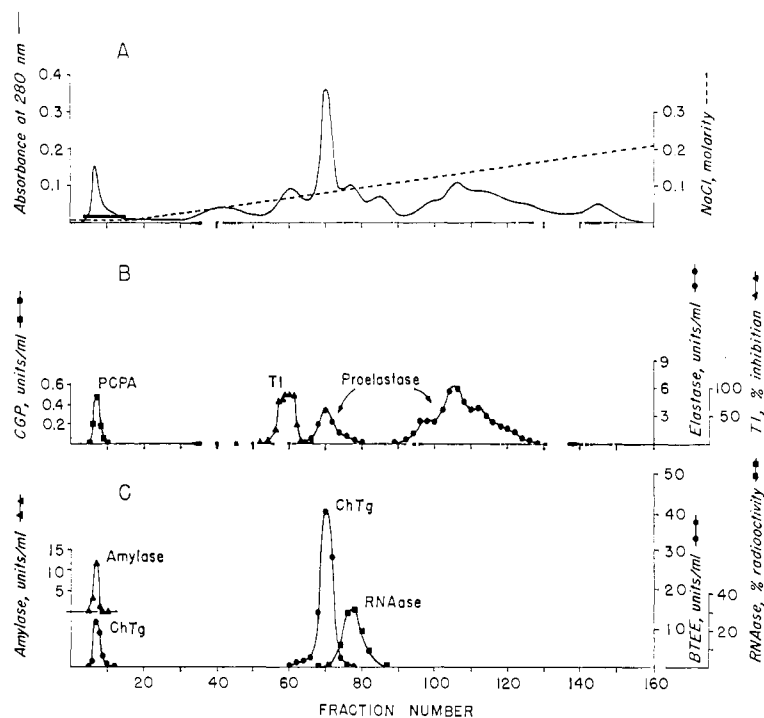 A
Absorbance at 280 nm
0.4
0.3
0.2
0.1
NaCl, molarity
0.3
0.2
0.1
B
CGP, units/ml
0.6
0.4
0.2
PCPA
TI
Proelastase
9
6
3
Elastase, units/ml
100
50
TI, % inhibition
C
Amylase, units/ml
15
10
5
Amylase
ChTg
ChTg
RNAase
50
40
30
20
10
0
BTEE, units/ml
40
20
RNAase, % radioactivity
20 40 60 80 100 120 140 160
FRACTION NUMBER